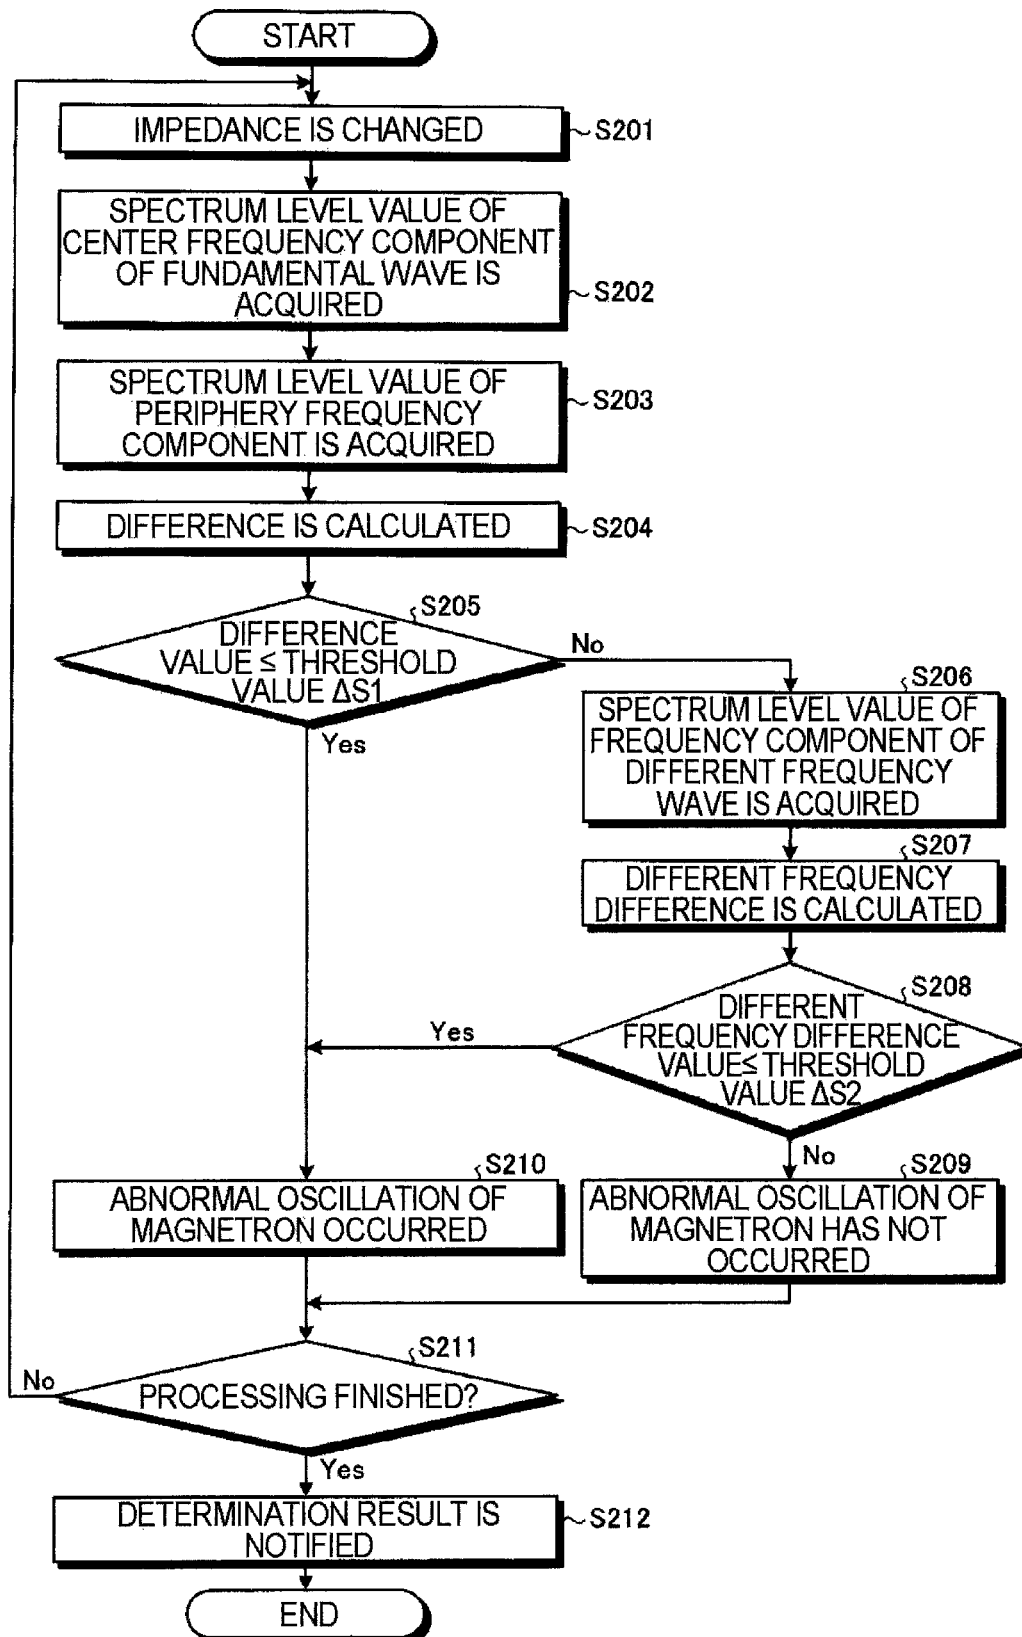 START
IMPEDANCE IS CHANGED
S201
SPECTRUM LEVEL VALUE OF
CENTER FREQUENCY COMPONENT
OF FUNDAMENTAL WAVE IS
ACQUIRED
S202
SPECTRUM LEVEL VALUE OF
PERIPHERY FREQUENCY
COMPONENT IS ACQUIRED
S203
DIFFERENCE IS CALCULATED
S204
S205
DIFFERENCE
VALUE ≤ THRESHOLD
VALUE ΔS1
No
Yes
S206
SPECTRUM LEVEL VALUE OF
FREQUENCY COMPONENT OF
DIFFERENT FREQUENCY
WAVE IS ACQUIRED
S207
DIFFERENT FREQUENCY
DIFFERENCE IS CALCULATED
S208
DIFFERENT
FREQUENCY DIFFERENCE
VALUE≤ THRESHOLD
VALUE ΔS2
Yes
No
S210
ABNORMAL OSCILLATION OF
MAGNETRON OCCURRED
S209
ABNORMAL OSCILLATION OF
MAGNETRON HAS NOT
OCCURRED
S211
PROCESSING FINISHED?
No
Yes
DETERMINATION RESULT IS
NOTIFIED
S212
END